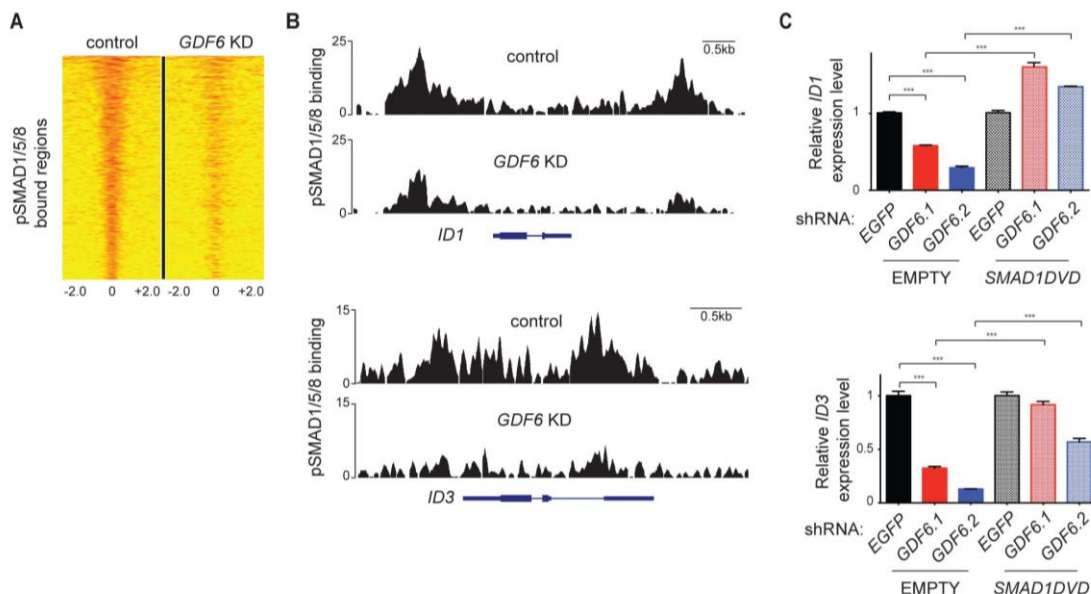 A
control GDF6 KD
pSMAD1/5/8
bound regions
-2.0 0 +2.0 -2.0 0 +2.0
B
pSMAD1/5/8 binding
25
0
control
0.5kb
25
0
GDF6 KD
ID1
pSMAD1/5/8 binding
15
0
control
0.5kb
15
0
GDF6 KD
ID3
C
Relative ID1
expression level
1
0
*** *** *** ***
shRNA:
EGFP GDF6.1 GDF6.2 EGFP GDF6.1 GDF6.2
EMPTY SMAD1DVD
Relative ID3
expression level
1
0.5
0
*** *** *** ***
shRNA:
EGFP GDF6.1 GDF6.2 EGFP GDF6.1 GDF6.2
EMPTY SMAD1DVD